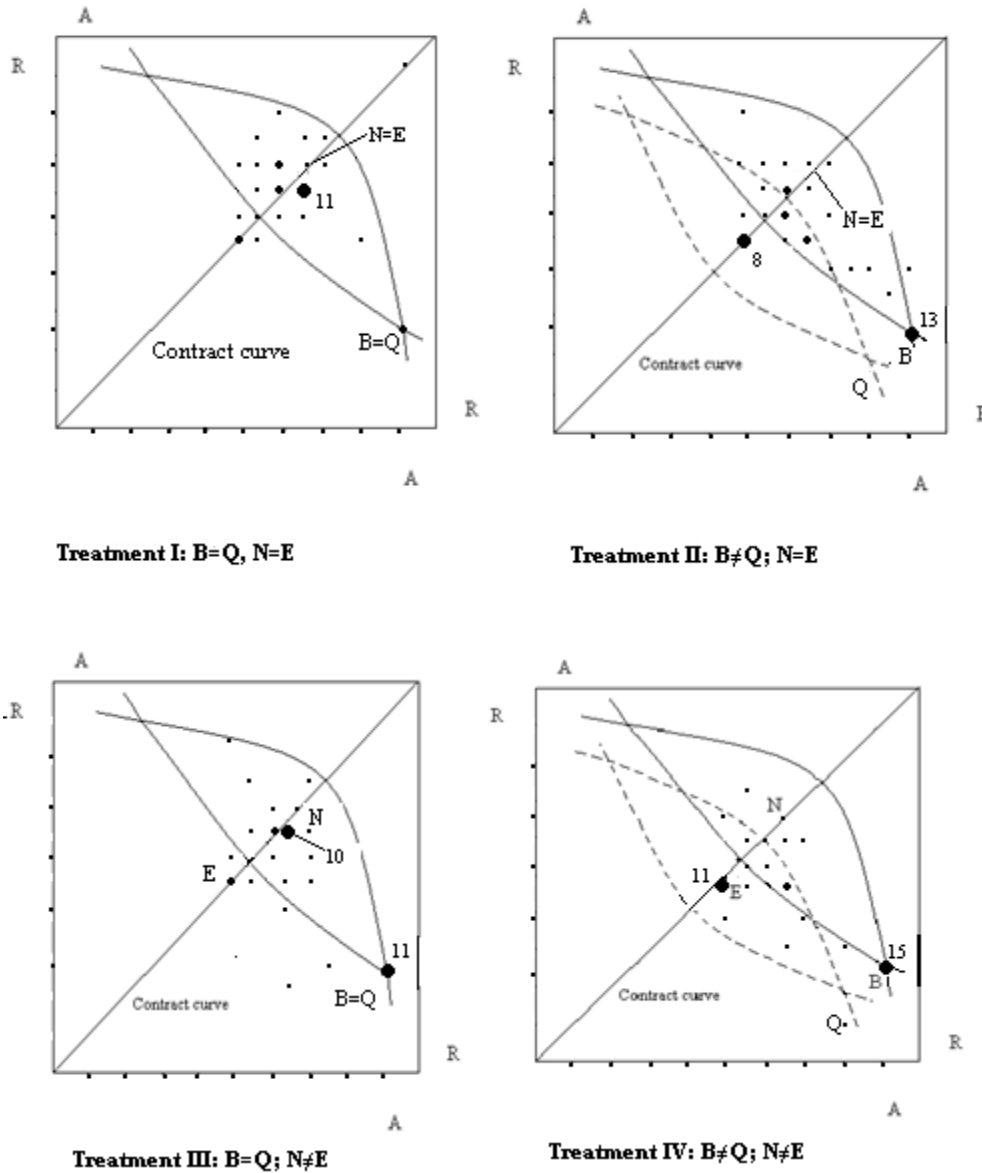 A
R
N=E
11
B=Q
Contract curve
R
A
Treatment I: B=Q, N=E
A
R
N=E
8
13
B
Contract curve
Q
A
Treatment II: B≠Q; N=E
A
R
N
10
E
11
B=Q
Contract curve
R
A
Treatment III: B=Q; N≠E
A
R
N
11
E
15
B
Contract curve
Q
R
A
Treatment IV: B≠Q; N≠E